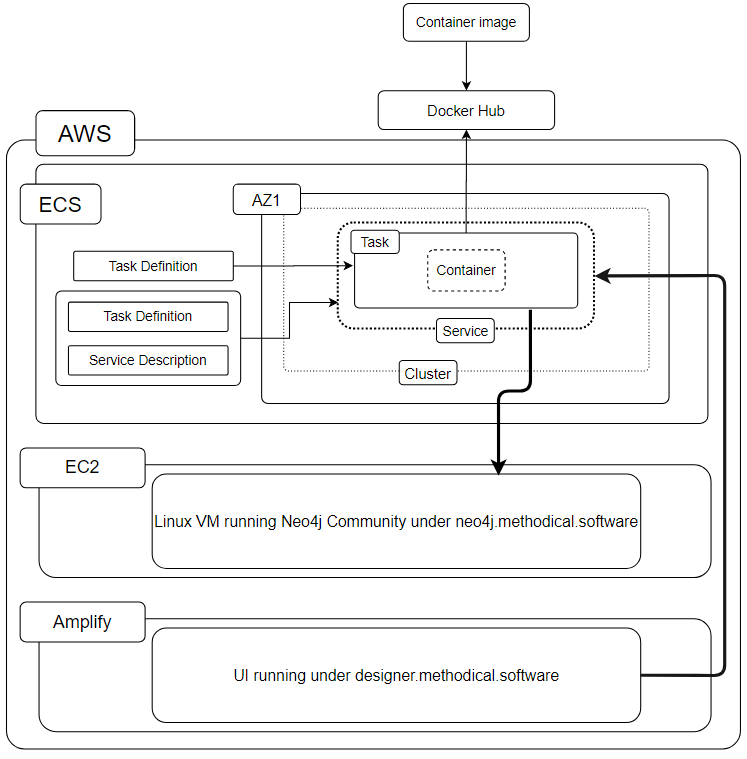 Container image
Docker Hub
AWS
ECS
AZ1
Task
Task Definition
Container
Task Definition
Service
Service Description
Cluster
EC2
Linux VM running Neo4j Community under neo4j.methodical.software
Amplify
UI running under designer.methodical.software